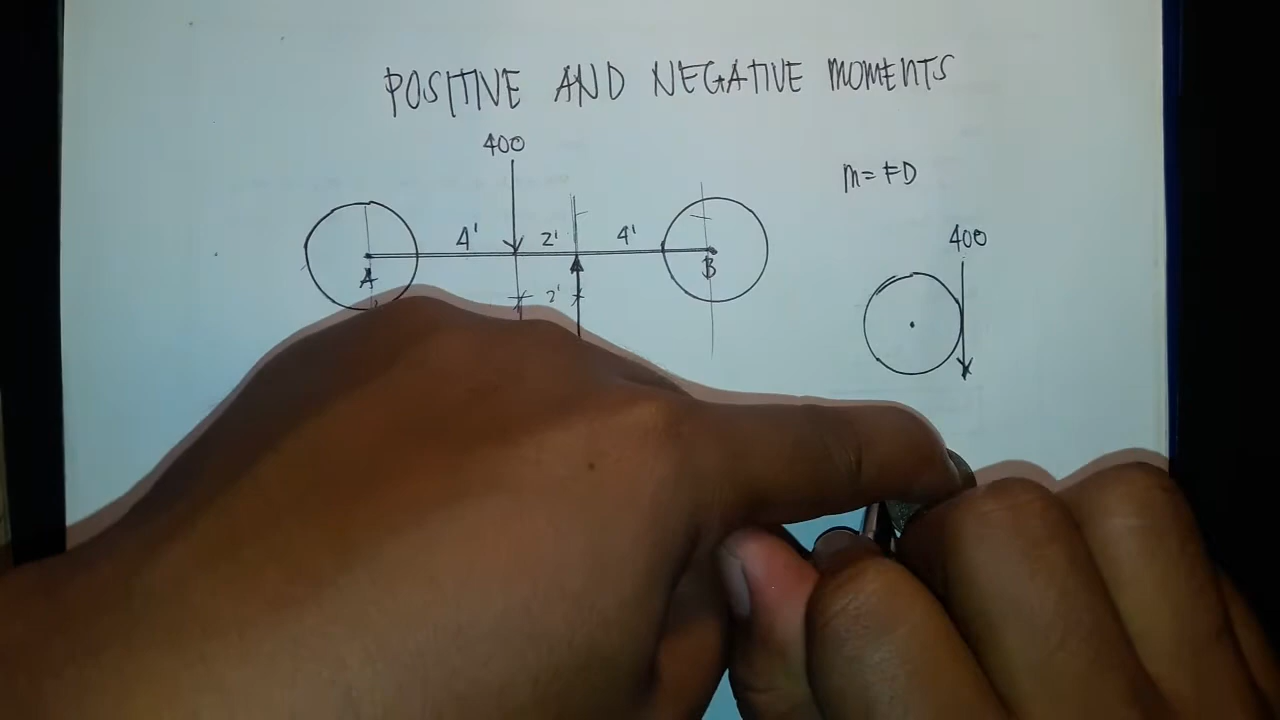 POSITIVE AND NEGATIVE MOMENTS
400
M = FD
4' 2' 4'
400
A B
2'